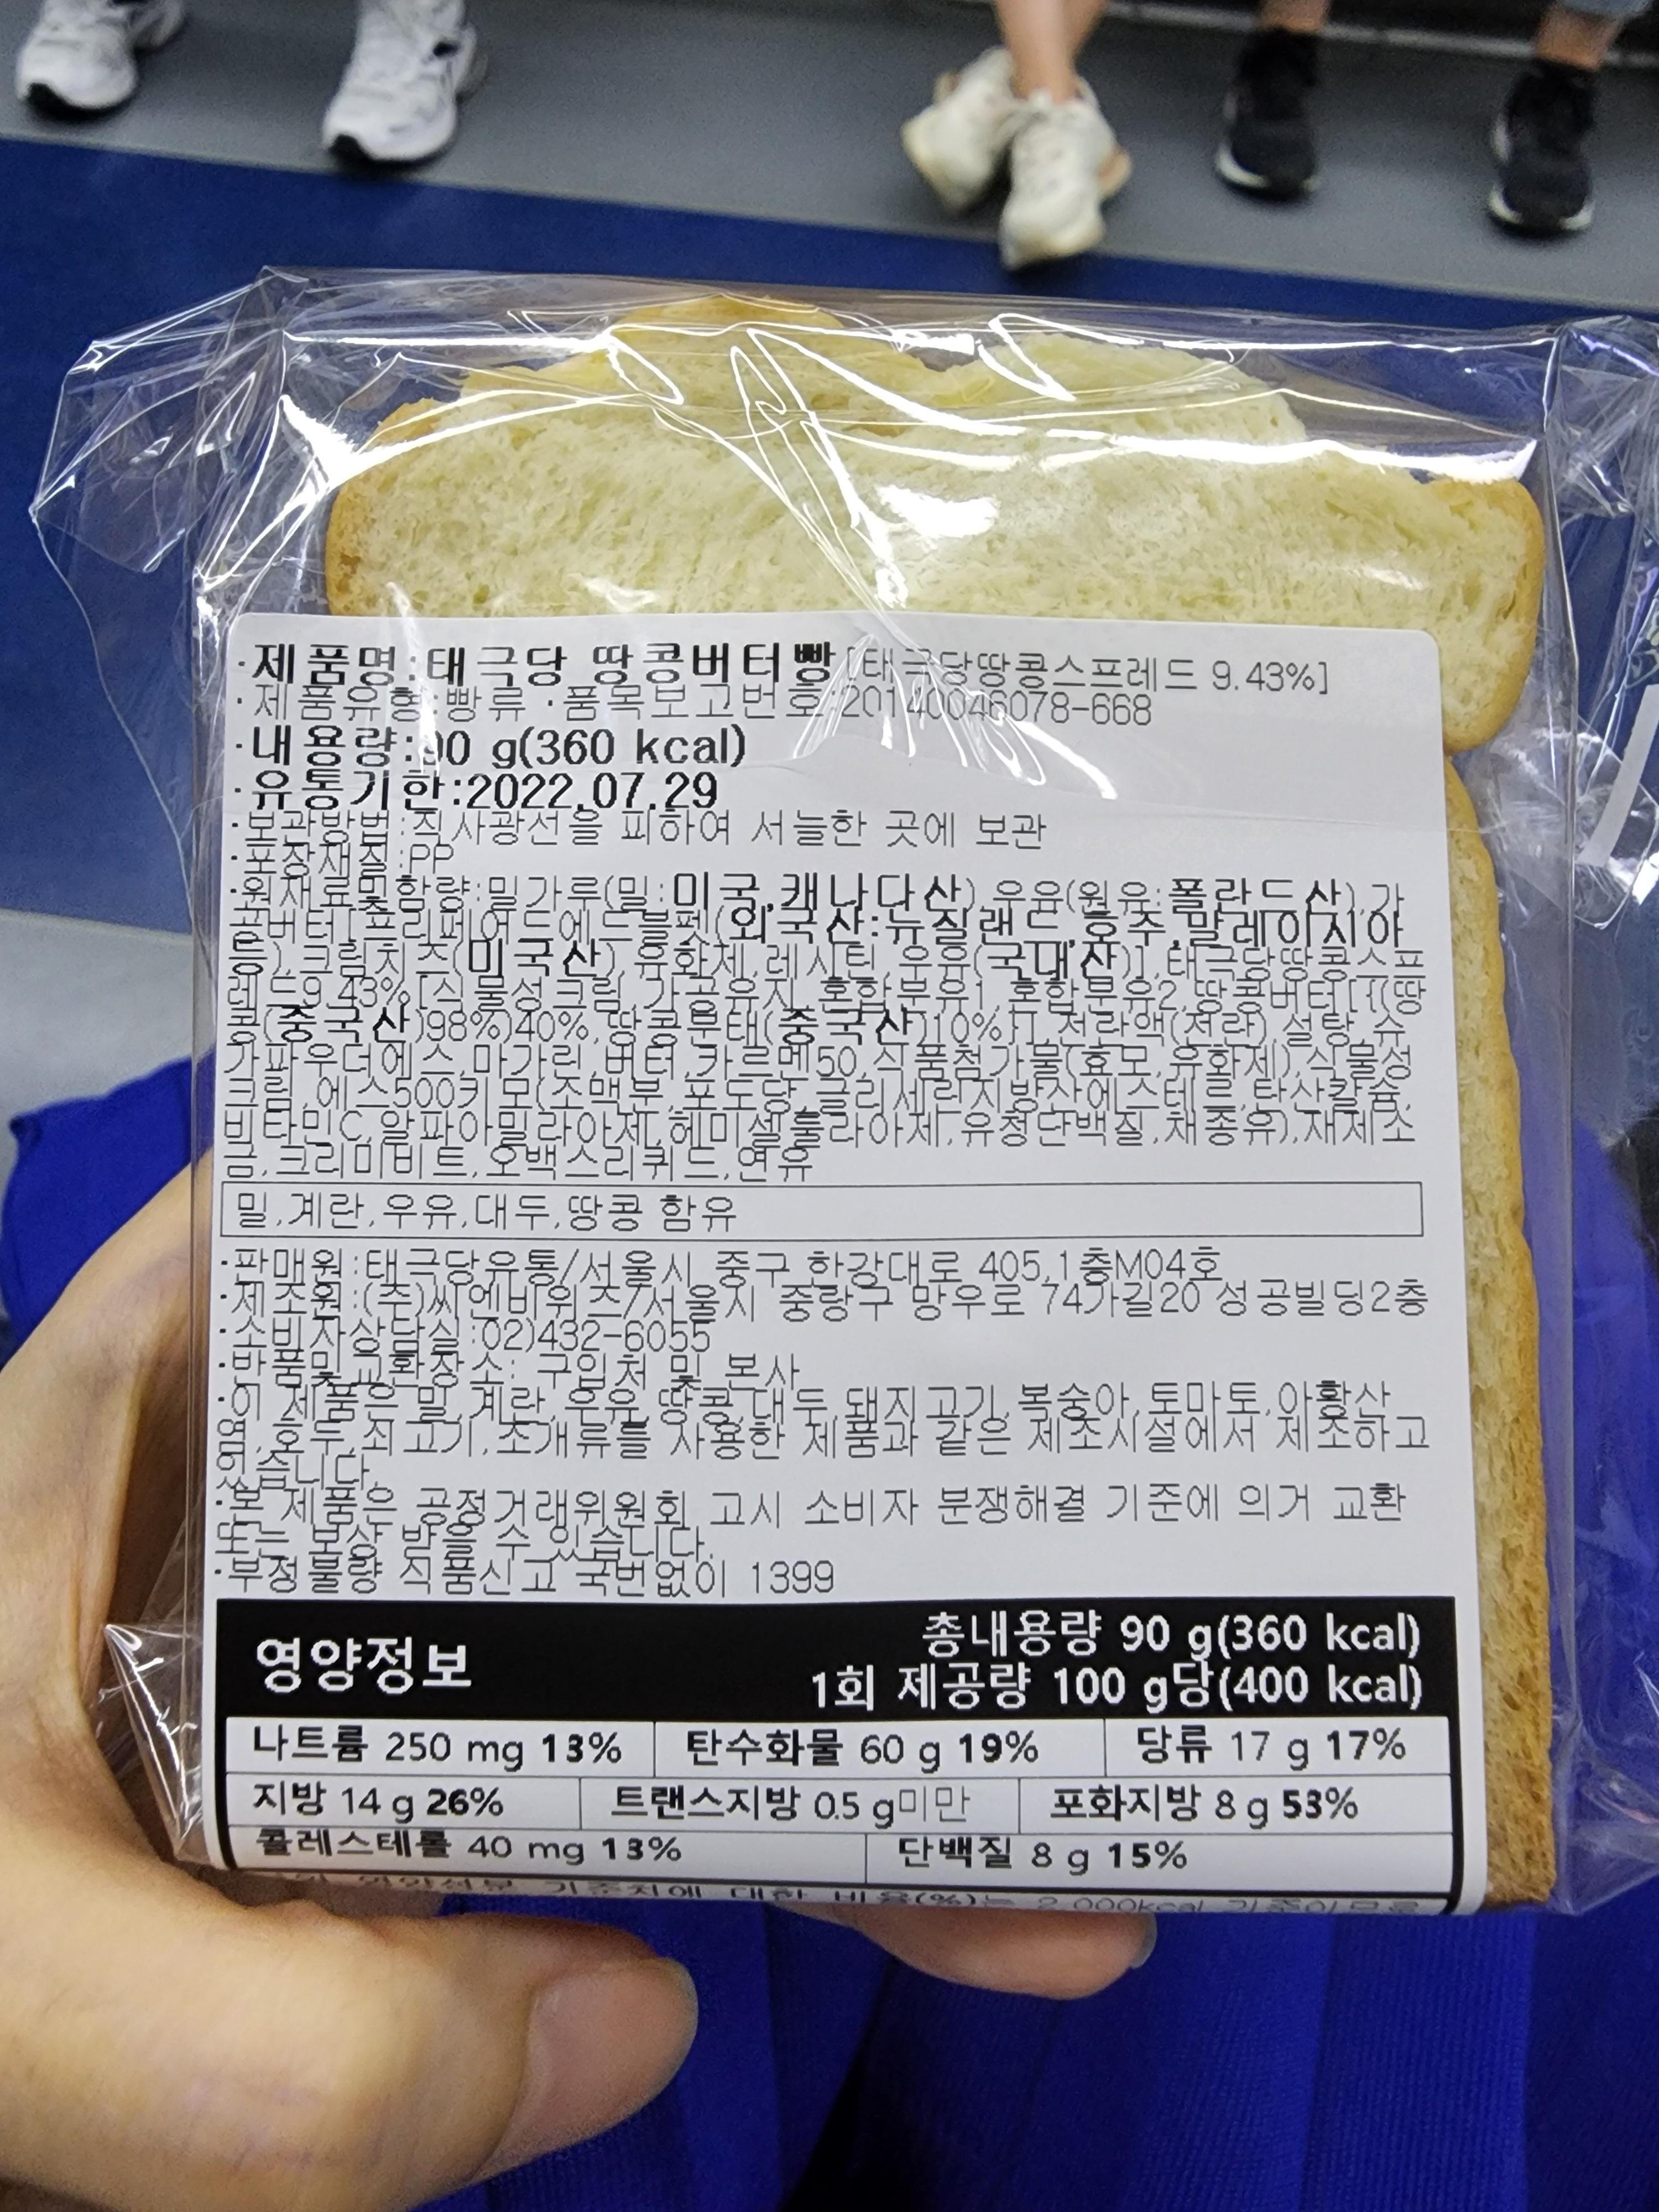 ·제품명:태극당 땅콩버터빵[태극당땅콩스프레드 9.43%]
·제품유형:빵류 ·품목보고번호:20140046078-668
·내용량:90 g(360 kcal)
·유통기한:2022.07.29
·보관방법:직사광선을 피하여 서늘한 곳에 보관
·포장재질:PP
·원재료및함량:밀가루(밀:미국,캐나다산),우유(원유:폴란드산),가
공버터[프리페어드에드블펫(외국산:뉴질랜드,호주,말레이시아
등),크림치즈(미국산),유화제,레시틴,우유(국내산)],태극당땅콩스프
레드9.43%[식물성크림,가공유지,혼합분유1,혼합분유2,땅콩버터[{(땅
콩(중국산)98%)40%,땅콩분태(중국산)10%}],전란액(전란),설탕,슈
가파우더에스,마가린,버터,카르멘50,식품첨가물(효모,유화제),식물성
크림,에스500키모(조맥분,포도당,글리세린지방산에스테르,탄산칼슘,
비타민C,알파아밀라아제,헤미셀룰라아제,유청단백질,채종유),재제소
금,크리미비트,오백스리퀴드,연유
밀,계란,우유,대두,땅콩 함유
·판매원:태극당유통/서울시 중구 한강대로 405,1층M04호
·제조원:(주)씨엔비위즈/서울시 중랑구 망우로 74가길20 성공빌딩2층
·소비자상담실:02)432-6055
·반품및교환장소: 구입처 및 본사
·이 제품은 밀,계란,우유,땅콩,대두,돼지고기,복숭아,토마토,아황산
염,호두,쇠고기,조개류를 사용한 제품과 같은 제조시설에서 제조하고
있습니다.
·본 제품은 공정거래위원회 고시 소비자 분쟁해결 기준에 의거 교환
또는 보상 받을 수 있습니다.
·부정불량 식품신고 국번없이 1399
영양정보
총내용량 90 g(360 kcal)
1회 제공량 100 g당(400 kcal)
나트륨 250 mg 13% 탄수화물 60 g 19% 당류 17 g 17%
지방 14 g 26% 트랜스지방 0.5 g미만 포화지방 8 g 53%
콜레스테롤 40 mg 13% 단백질 8 g 15%
영양성분 기준치에 대한 비율(%)는 2,000kcal